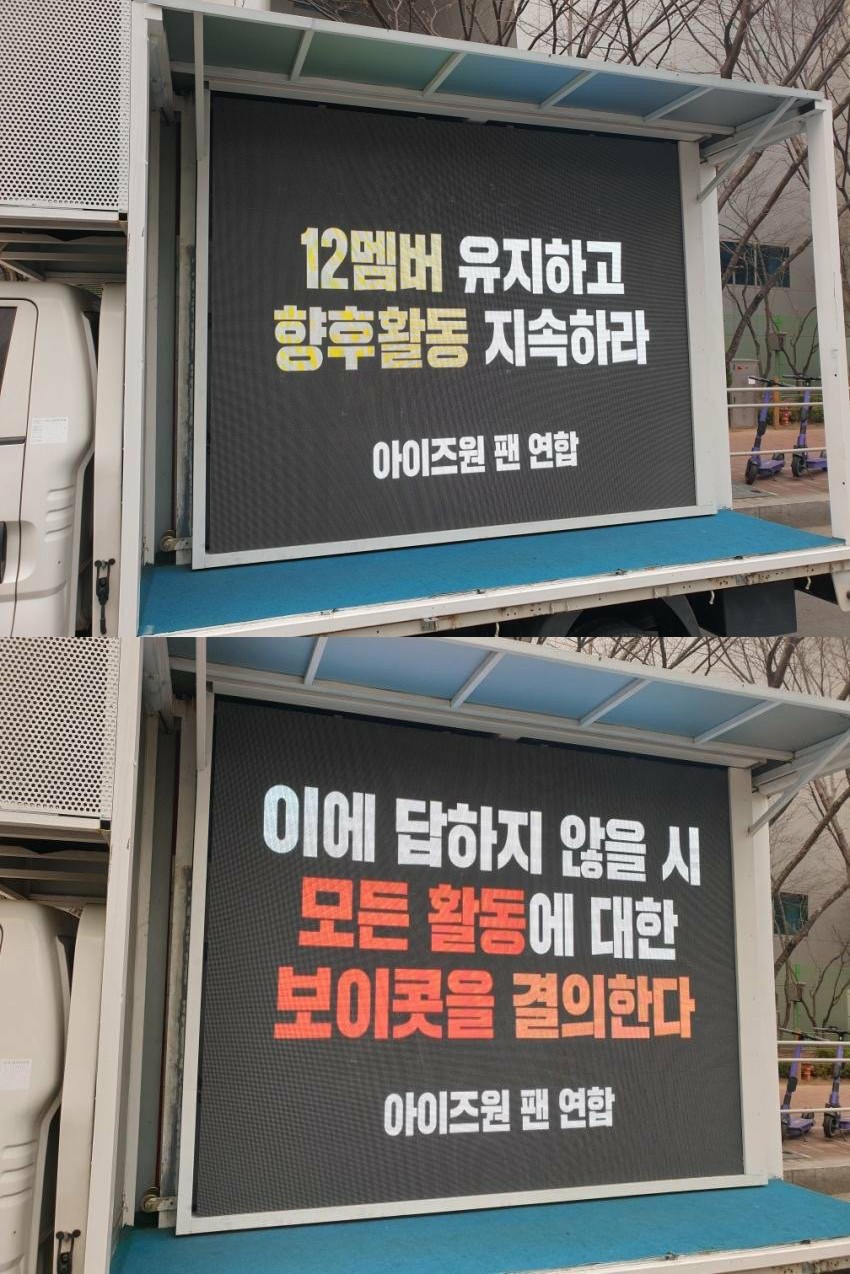 12멤버 유지하고
향후활동 지속하라
아이즈원 팬 연합
이에 답하지 않을 시
모든 활동에 대한
보이콧을 결의한다
아이즈원 팬 연합